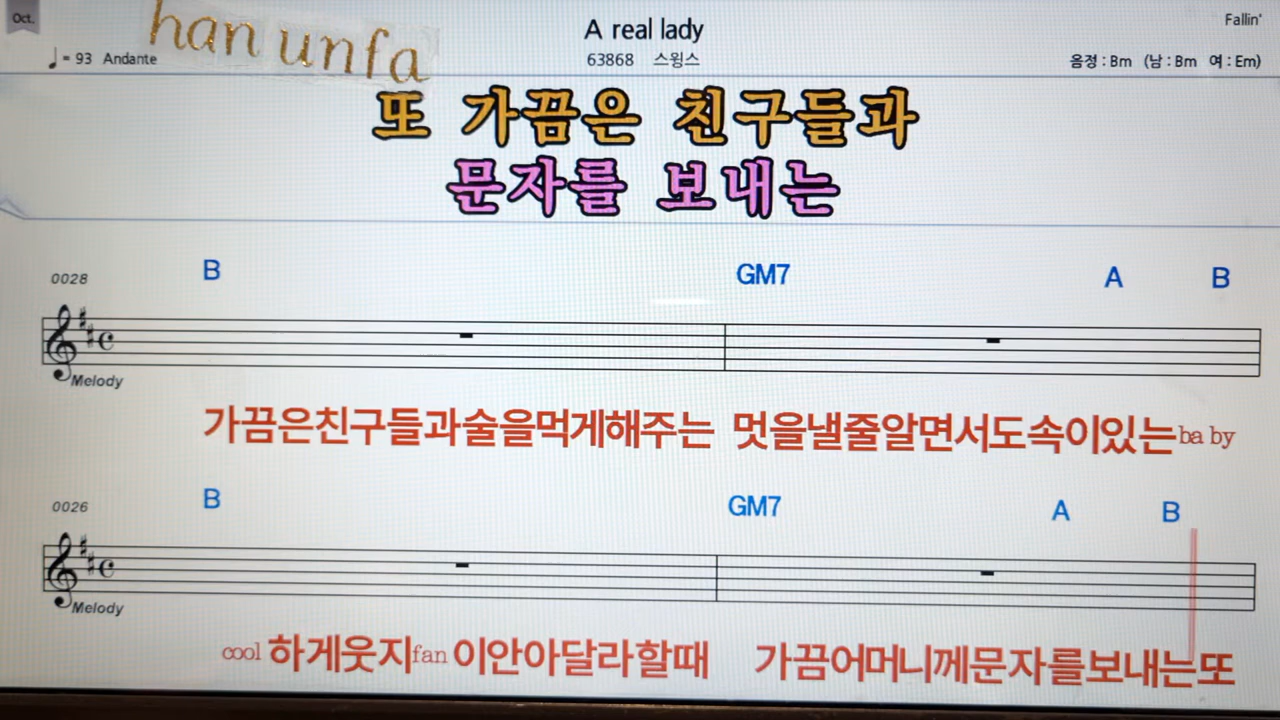 Oct.
han unfa
A real lady
Fallin'
♩= 93 Andante
63868 스윙스
음정 : Bm (남 : Bm 여 : Em)
또 가끔은 친구들과
문자를 보내는
0028
B GM7 A B
Melody
가끔은친구들과술을먹게해주는 멋을낼줄알면서도속이있는ba by
0026
B GM7 A B
Melody
cool 하게웃지fan 이안아달라할때 가끔어머니께문자를보내는또